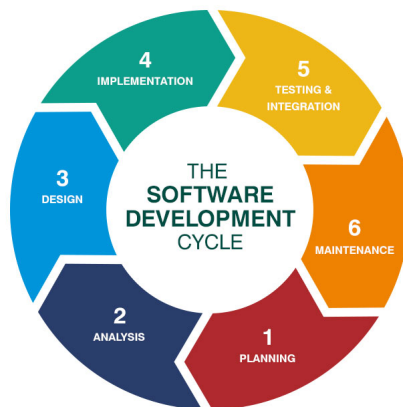 4
IMPLEMENTATION
5
TESTING &
INTEGRATION
3
DESIGN
THE
SOFTWARE
DEVELOPMENT
CYCLE
6
MAINTENANCE
2
ANALYSIS
1
PLANNING